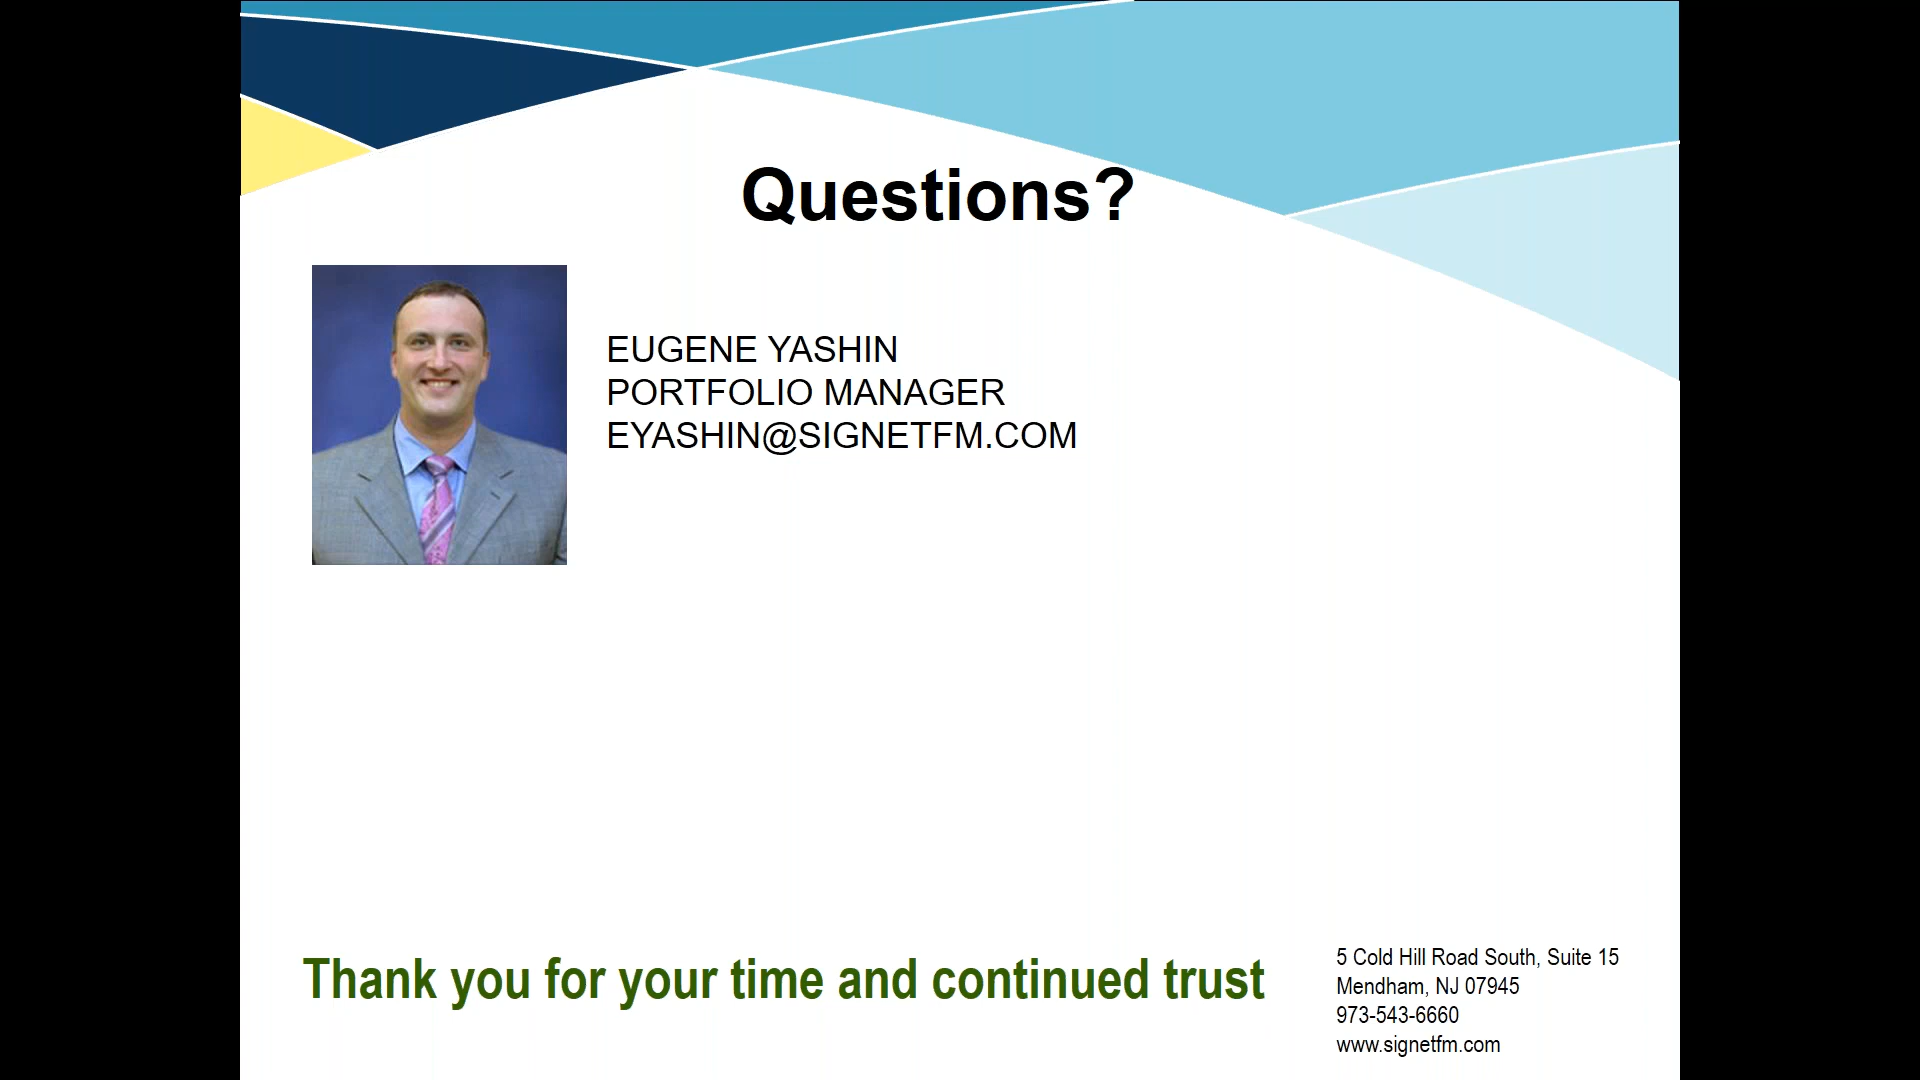 Questions?
EUGENE YASHIN
PORTFOLIO MANAGER
EYASHIN@SIGNETFM.COM
Thank you for your time and continued trust
5 Cold Hill Road South, Suite 15
Mendham, NJ 07945
973-543-6660
www.signetfm.com